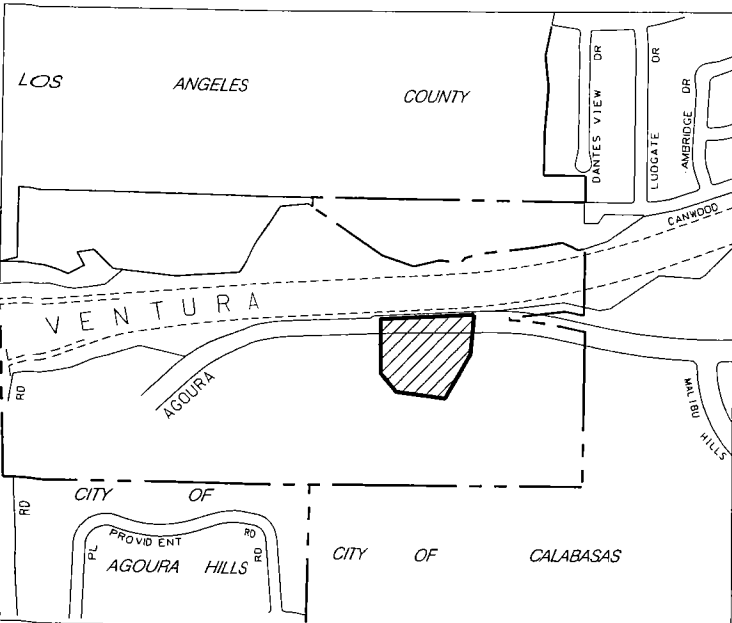 LOS ANGELES COUNTY
DANTES VIEW DR
LUDGATE DR
AMBRIDGE DR
CANWOOD
VENTURA
AGOURA
RD
MALIBU HILLS
RD
CITY OF
AGOURA HILLS
PL
PROVIDENT RD
RD
CITY OF CALABASAS